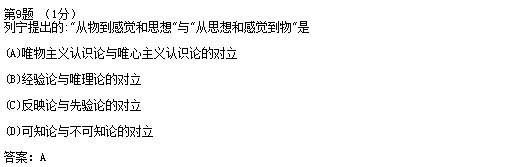 第9题 （1分）
列宁提出的:"从物到感觉和思想"与"从思想和感觉到物"是
(A)唯物主义认识论与唯心主义认识论的对立
(B)经验论与唯理论的对立
(C)反映论与先验论的对立
(D)可知论与不可知论的对立
答案: A